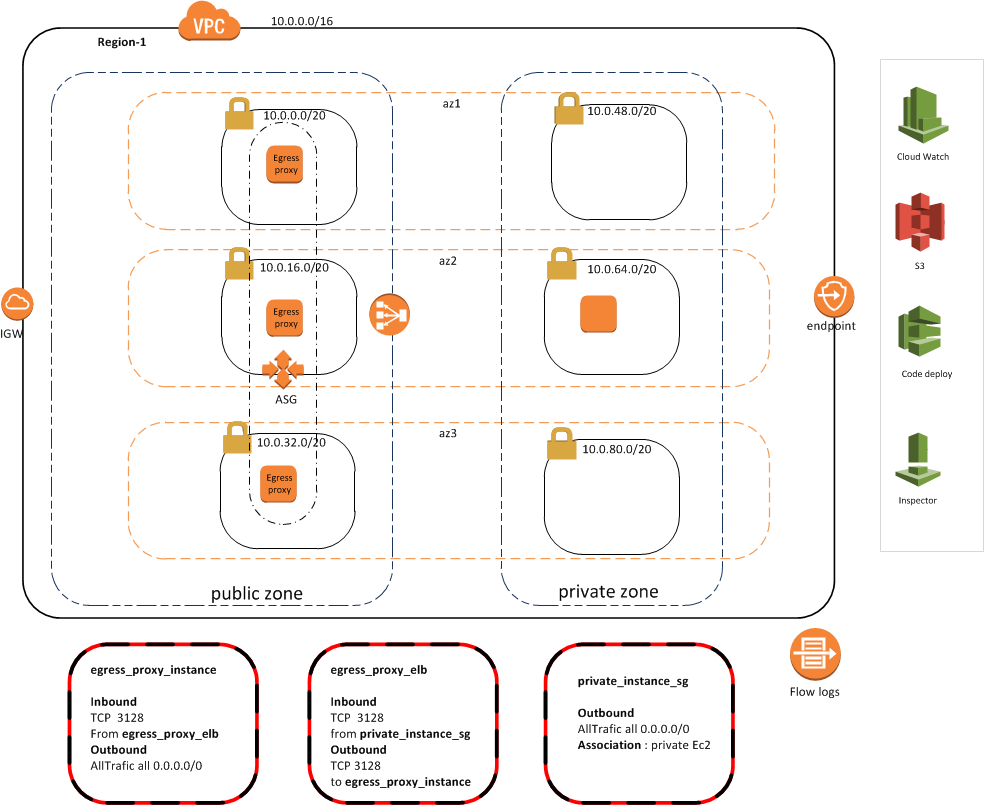 VPC
10.0.0.0/16
Region-1
az1
10.0.0.0/20
10.0.48.0/20
Egress
proxy
Cloud Watch
S3
az2
10.0.16.0/20
10.0.64.0/20
Egress
proxy
IGW
endpoint
ASG
Code deploy
az3
10.0.32.0/20
10.0.80.0/20
Egress
proxy
Inspector
public zone
private zone
Flow logs
egress_proxy_instance
Inbound
TCP 3128
From egress_proxy_elb
Outbound
AllTrafic all 0.0.0.0/0
egress_proxy_elb
Inbound
TCP 3128
from private_instance_sg
Outbound
TCP 3128
to egress_proxy_instance
private_instance_sg
Outbound
AllTrafic all 0.0.0.0/0
Association : private Ec2